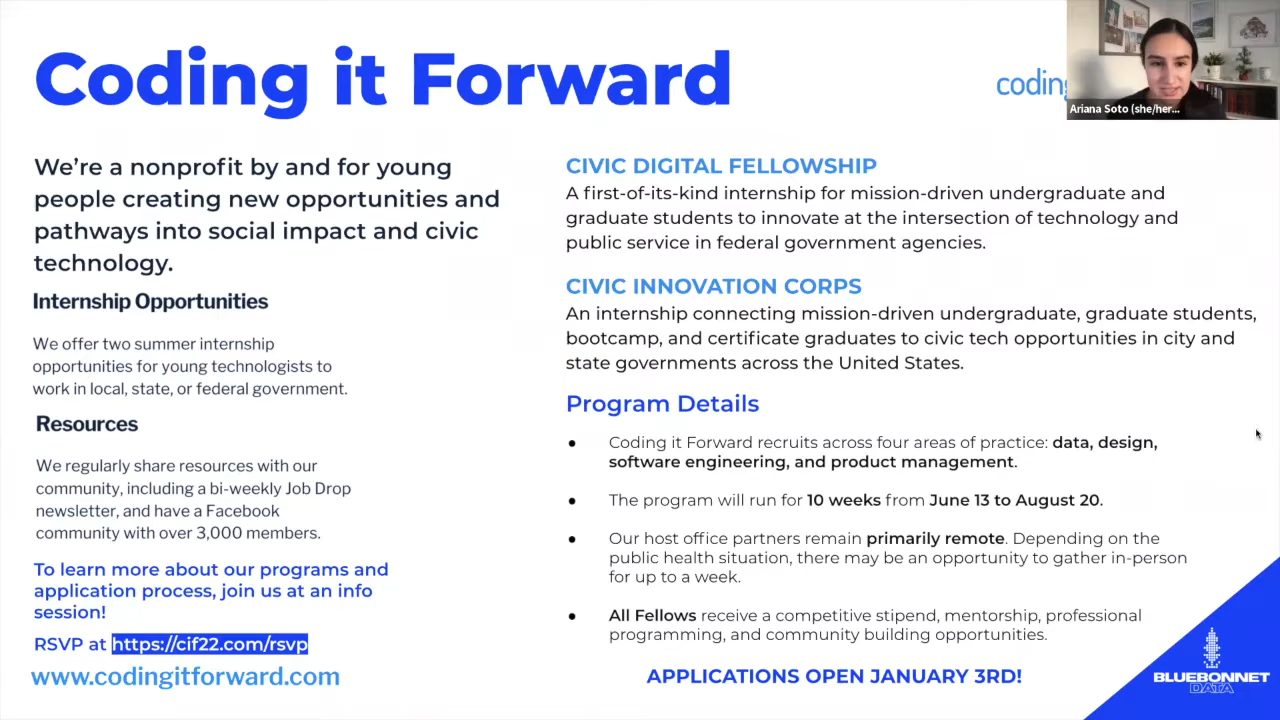 Coding it Forward
coding
Ariana Soto (she/her...
We're a nonprofit by and for young
people creating new opportunities and
pathways into social impact and civic
technology.
Internship Opportunities
We offer two summer internship
opportunities for young technologists to
work in local, state, or federal government.
Resources
We regularly share resources with our
community, including a bi-weekly Job Drop
newsletter, and have a Facebook
community with over 3,000 members.
To learn more about our programs and
application process, join us at an info
session!
RSVP at https://cif22.com/rsvp
www.codingitforward.com
CIVIC DIGITAL FELLOWSHIP
A first-of-its-kind internship for mission-driven undergraduate and
graduate students to innovate at the intersection of technology and
public service in federal government agencies.
CIVIC INNOVATION CORPS
An internship connecting mission-driven undergraduate, graduate students,
bootcamp, and certificate graduates to civic tech opportunities in city and
state governments across the United States.
Program Details
• Coding it Forward recruits across four areas of practice: data, design,
software engineering, and product management.
• The program will run for 10 weeks from June 13 to August 20.
• Our host office partners remain primarily remote. Depending on the
public health situation, there may be an opportunity to gather in-person
for up to a week.
• All Fellows receive a competitive stipend, mentorship, professional
programming, and community building opportunities.
APPLICATIONS OPEN JANUARY 3RD!
BLUEBONNET
DATA